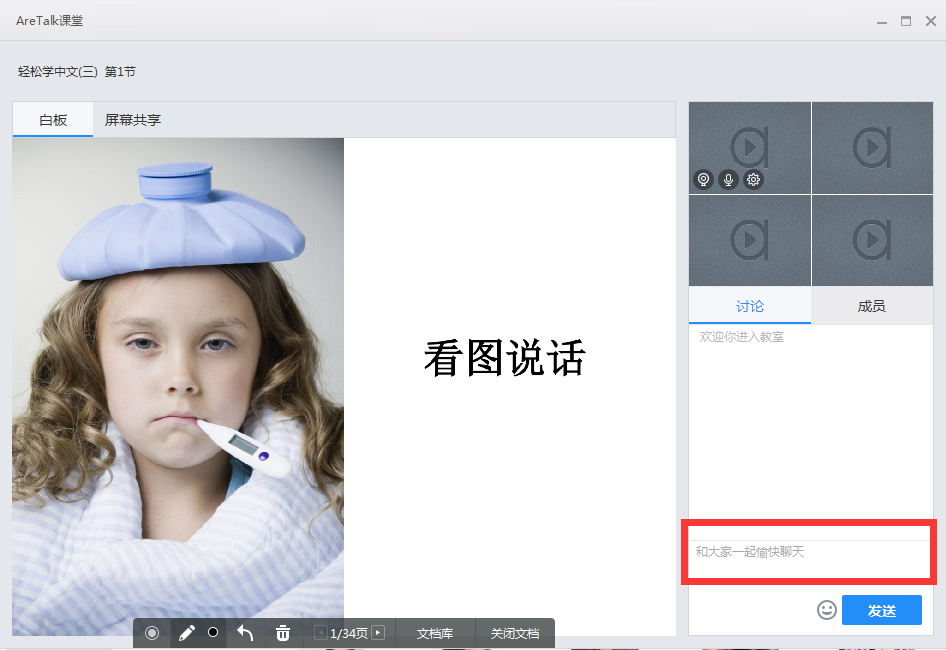 AreTalk课堂
轻松学中文(三) 第1节
白板
屏幕共享
看图说话
讨论
成员
欢迎你进入教室
和大家一起愉快聊天
发送
1/34页
文档库
关闭文档